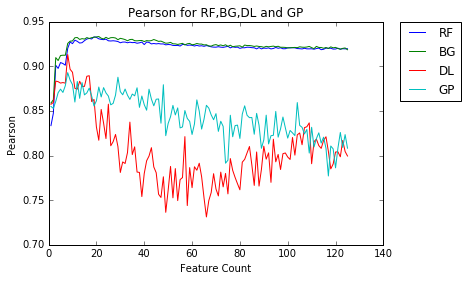 Pearson for RF,BG,DL and GP
0.95
0.90
0.85
0.80
0.75
0.70
Pearson
0 20 40 60 80 100 120 140
Feature Count
RF
BG
DL
GP